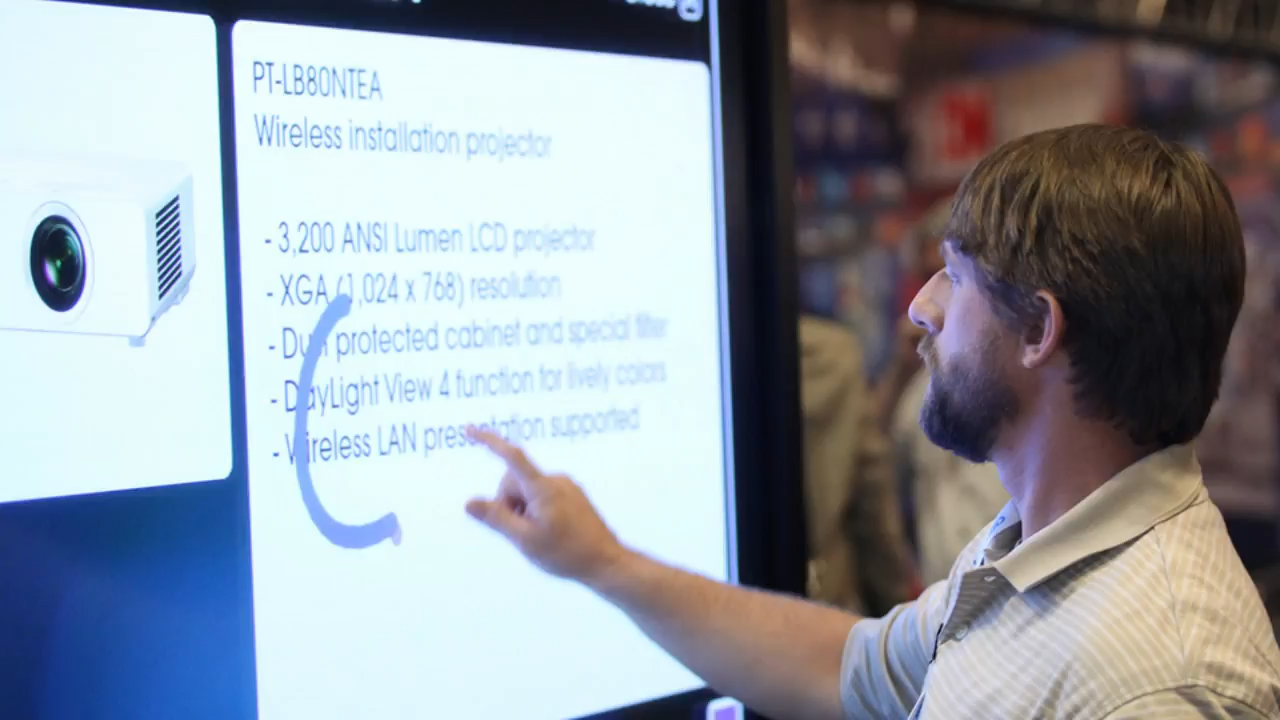 PT-LB80NTEA
Wireless installation projector
- 3,200 ANSI Lumen LCD projector
- XGA (1,024 x 768) resolution
- Dust protected cabinet and special filter
- DayLight View 4 function for lively colors
- Wireless LAN presentation supported